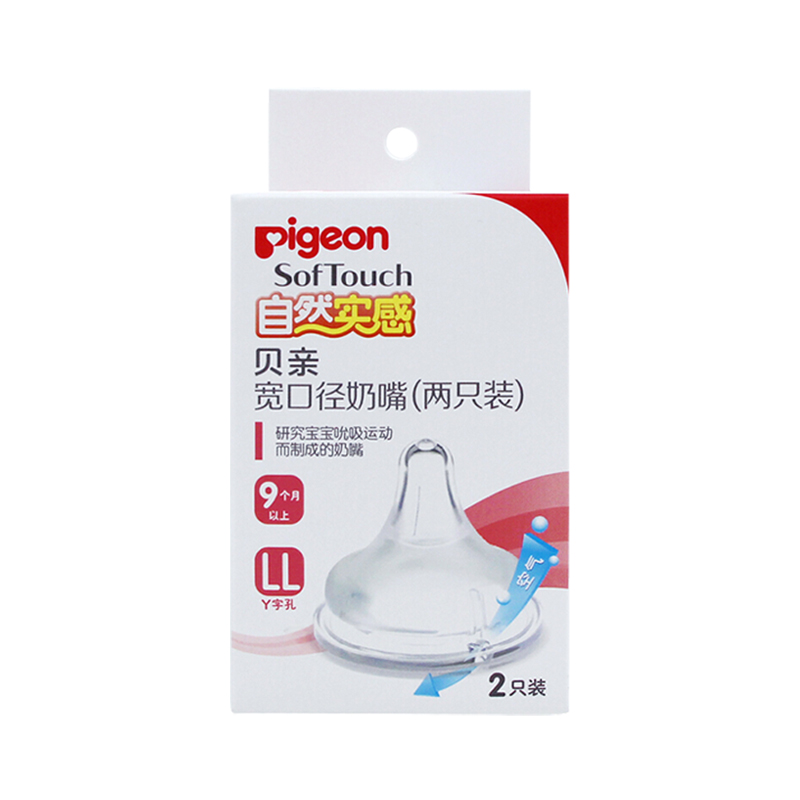 pigeon
SofTouch
自然实感
贝亲
宽口径奶嘴(两只装)
研究宝宝吮吸运动
而制成的奶嘴
9个月
以上
LL
Y字孔
空气
2只装